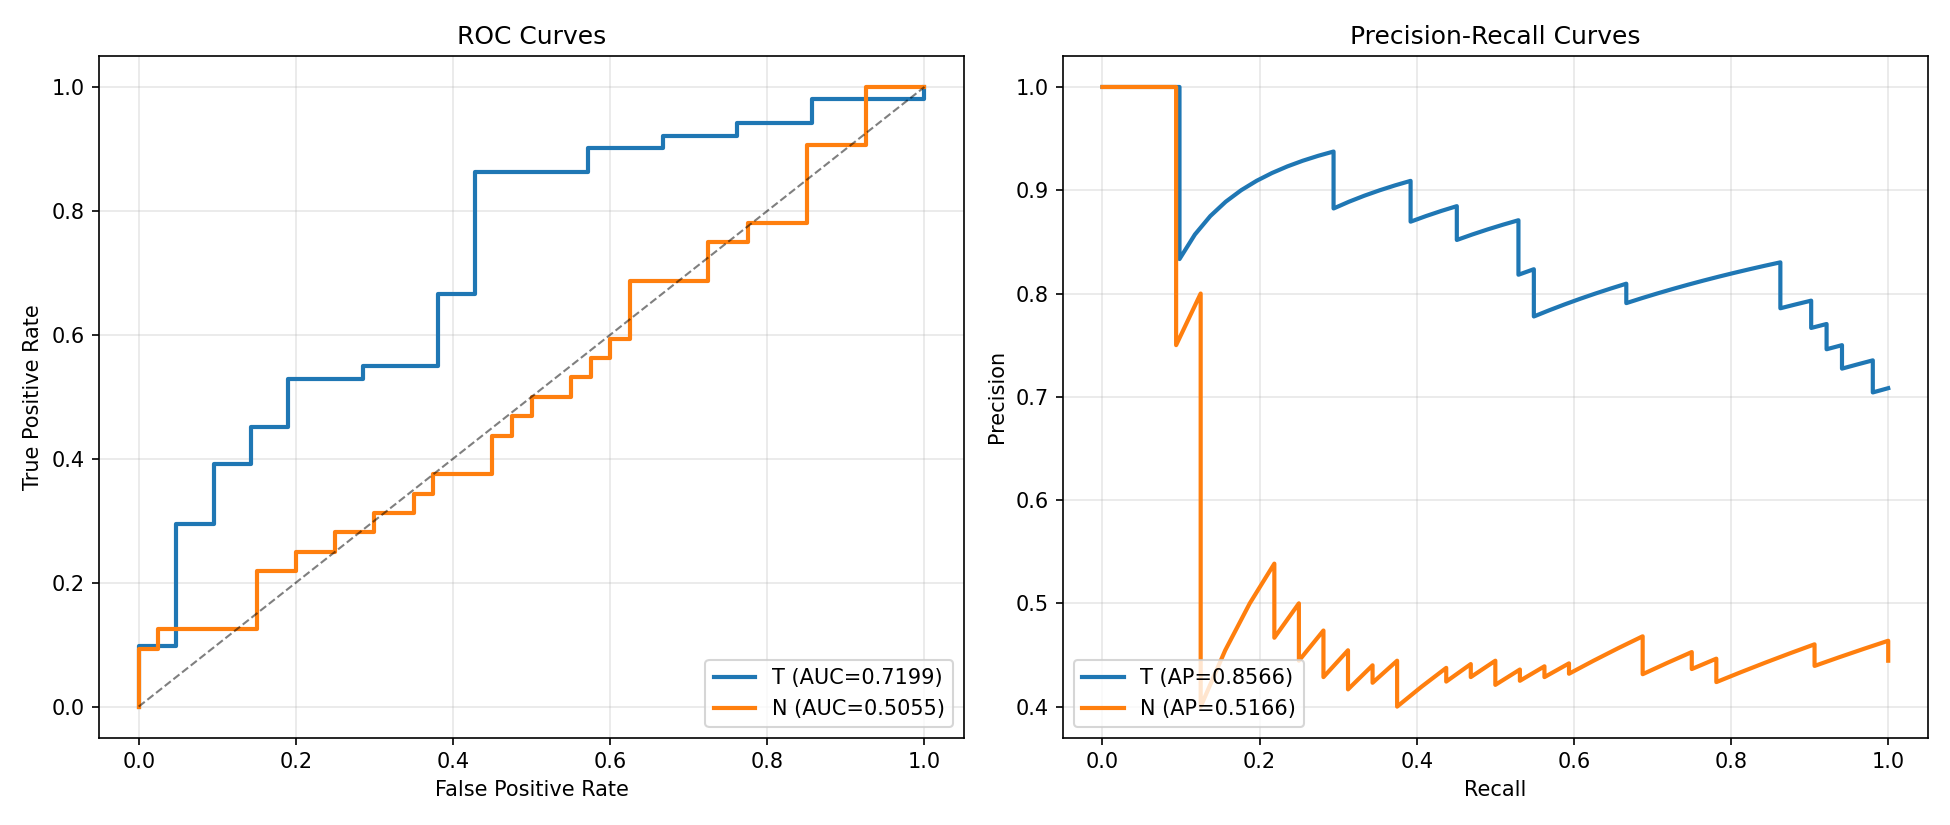 ROC Curves
True Positive Rate
1.0
0.8
0.6
0.4
0.2
0.0
T (AUC=0.7199)
N (AUC=0.5055)
0.0 0.2 0.4 0.6 0.8 1.0
False Positive Rate
Precision-Recall Curves
Precision
1.0
0.9
0.8
0.7
0.6
0.5
0.4
T (AP=0.8566)
N (AP=0.5166)
0.0 0.2 0.4 0.6 0.8 1.0
Recall